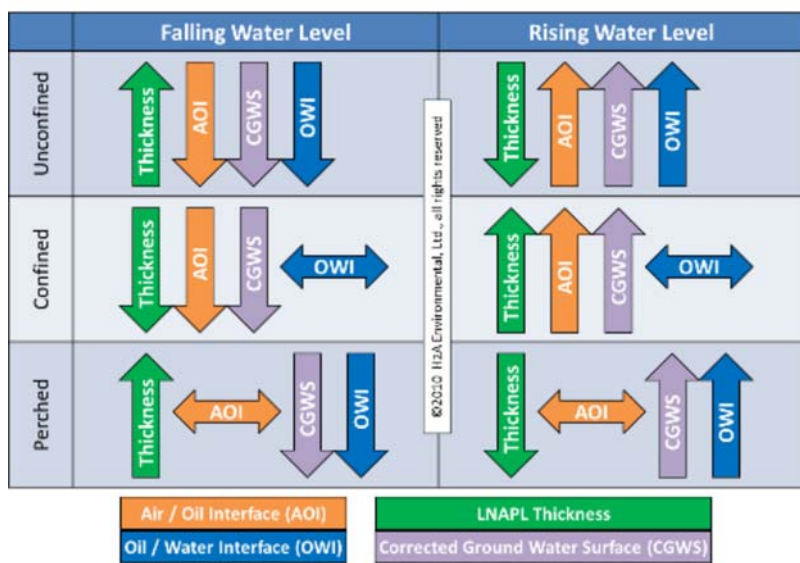 Falling Water Level
Rising Water Level
Unconfined
Thickness
AOI
CGWS
OWI
Thickness
AOI
CGWS
OWI
Confined
Thickness
AOI
CGWS
OWI
Thickness
AOI
CGWS
OWI
Perched
Thickness
AOI
CGWS
OWI
Thickness
AOI
CGWS
OWI
©2010 H2A Environmental, Ltd., all rights reserved
Air / Oil Interface (AOI)
LNAPL Thickness
Oil / Water Interface (OWI)
Corrected Ground Water Surface (CGWS)